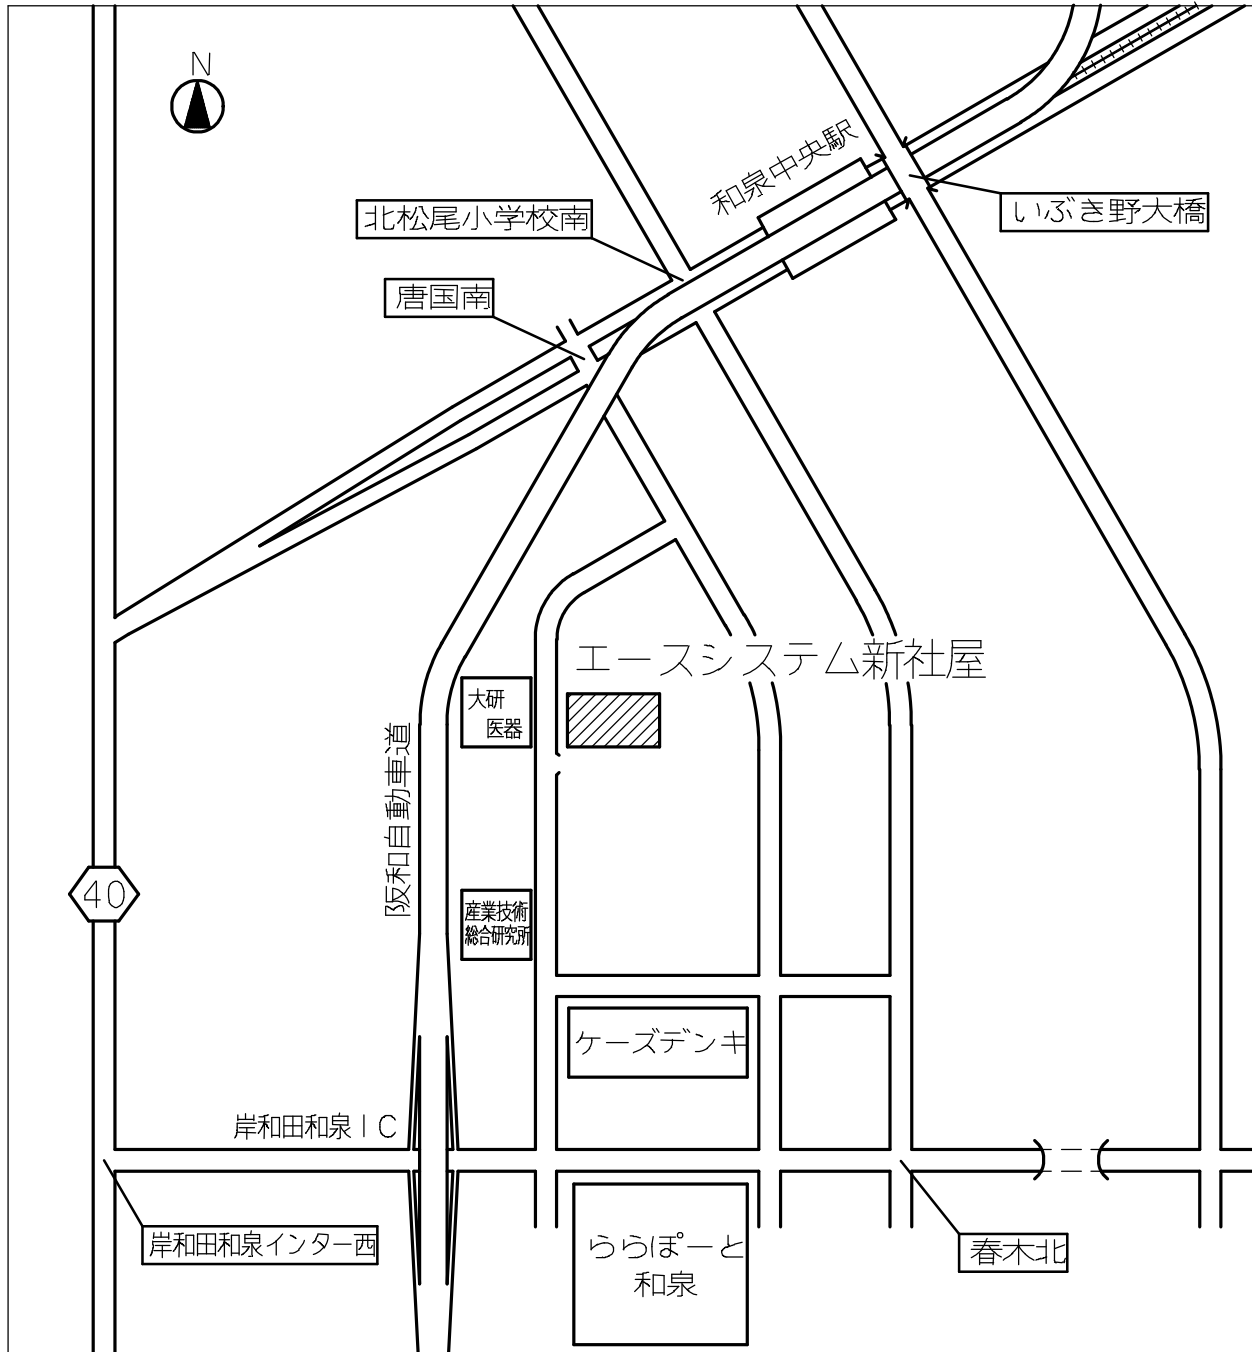 N
和泉中央駅
北松尾小学校南
いぶき野大橋
唐国南
エースシステム新社屋
大研
医器
阪和自動車道
40
産業技術
総合研究所
ケーズデンキ
岸和田和泉IC
岸和田和泉インター西
ららぽーと
和泉
春木北